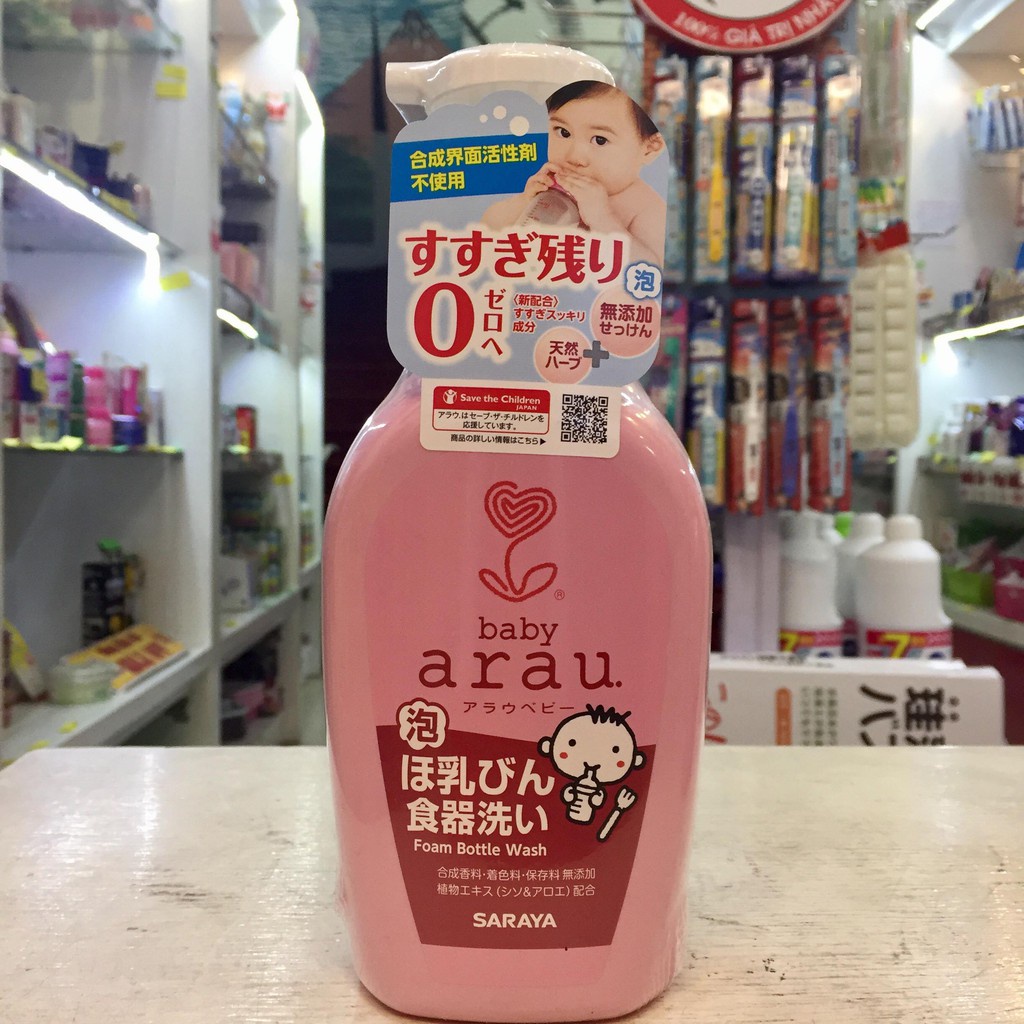 100% GIÁ TRỊ NHẬ
合成界面活性剤
不使用
すすぎ残り
0ゼロへ
〈新配合〉
すすぎスッキリ
成分
泡
無添加
せっけん
天然
ハーブ
+
Save the Children
JAPAN
アラウ.はセーブ・ザ・チルドレンを
応援しています。
商品の詳しい情報はこちら▶
®
baby
arau.
アラウベビー
泡
ほ乳びん
食器洗い
Foam Bottle Wash
合成香料・着色料・保存料 無添加
植物エキス(シソ&アロエ)配合
SARAYA
7
7